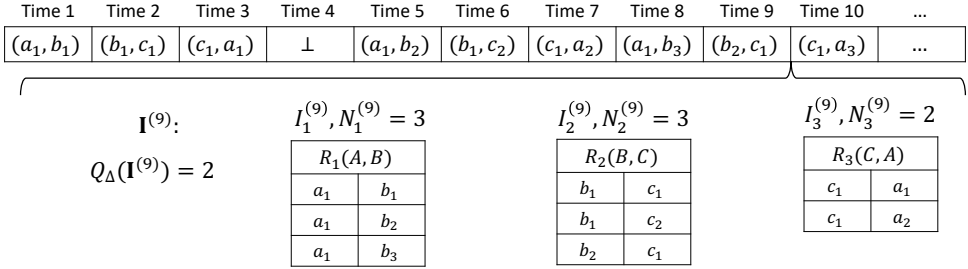 Time 1 Time 2 Time 3 Time 4 Time 5 Time 6 Time 7 Time 8 Time 9 Time 10 ...
(a₁, b₁) (b₁, c₁) (c₁, a₁) ⊥ (a₁, b₂) (b₁, c₂) (c₁, a₂) (a₁, b₃) (b₂, c₁) (c₁, a₃) ...
I⁽⁹⁾:
Q_Δ(I⁽⁹⁾) = 2
I₁⁽⁹⁾, N₁⁽⁹⁾ = 3
R₁(A, B)
a₁ b₁
a₁ b₂
a₁ b₃
I₂⁽⁹⁾, N₂⁽⁹⁾ = 3
R₂(B, C)
b₁ c₁
b₁ c₂
b₂ c₁
I₃⁽⁹⁾, N₃⁽⁹⁾ = 2
R₃(C, A)
c₁ a₁
c₁ a₂